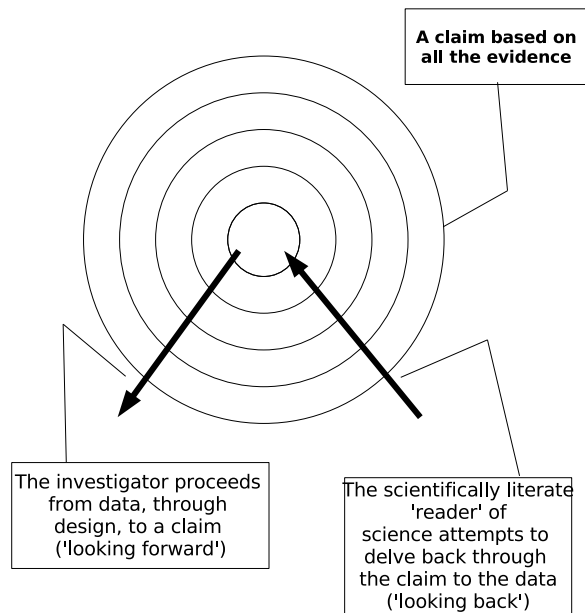 A claim based on
all the evidence
The investigator proceeds
from data, through
design, to a claim
('looking forward')
The scientifically literate
'reader' of
science attempts to
delve back through
the claim to the data
('looking back')